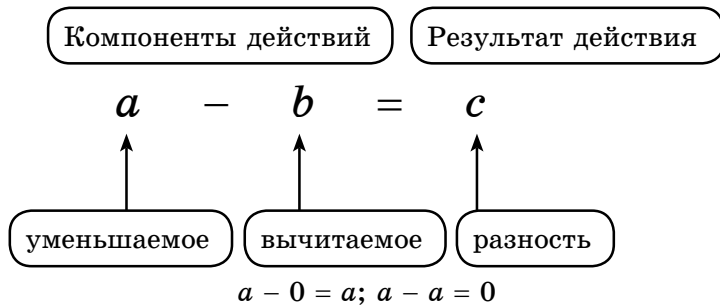 Компоненты действий Результат действия
a − b = c
уменьшаемое вычитаемое разность
a − 0 = a; a − a = 0